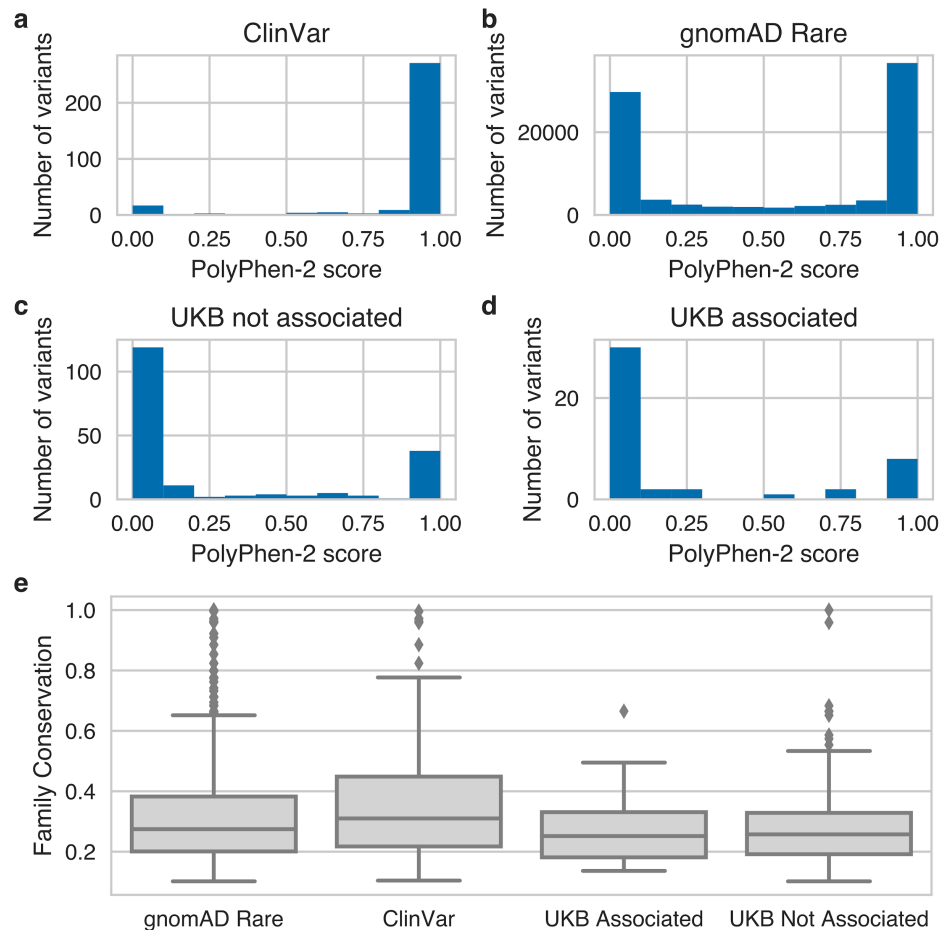 a
ClinVar
Number of variants
200
100
0
0.00 0.25 0.50 0.75 1.00
PolyPhen-2 score
b
gnomAD Rare
Number of variants
20000
0
0.00 0.25 0.50 0.75 1.00
PolyPhen-2 score
c
UKB not associated
Number of variants
100
50
0
0.00 0.25 0.50 0.75 1.00
PolyPhen-2 score
d
UKB associated
Number of variants
20
0
0.00 0.25 0.50 0.75 1.00
PolyPhen-2 score
e
Family Conservation
1.0
0.8
0.6
0.4
0.2
gnomAD Rare ClinVar UKB Associated UKB Not Associated